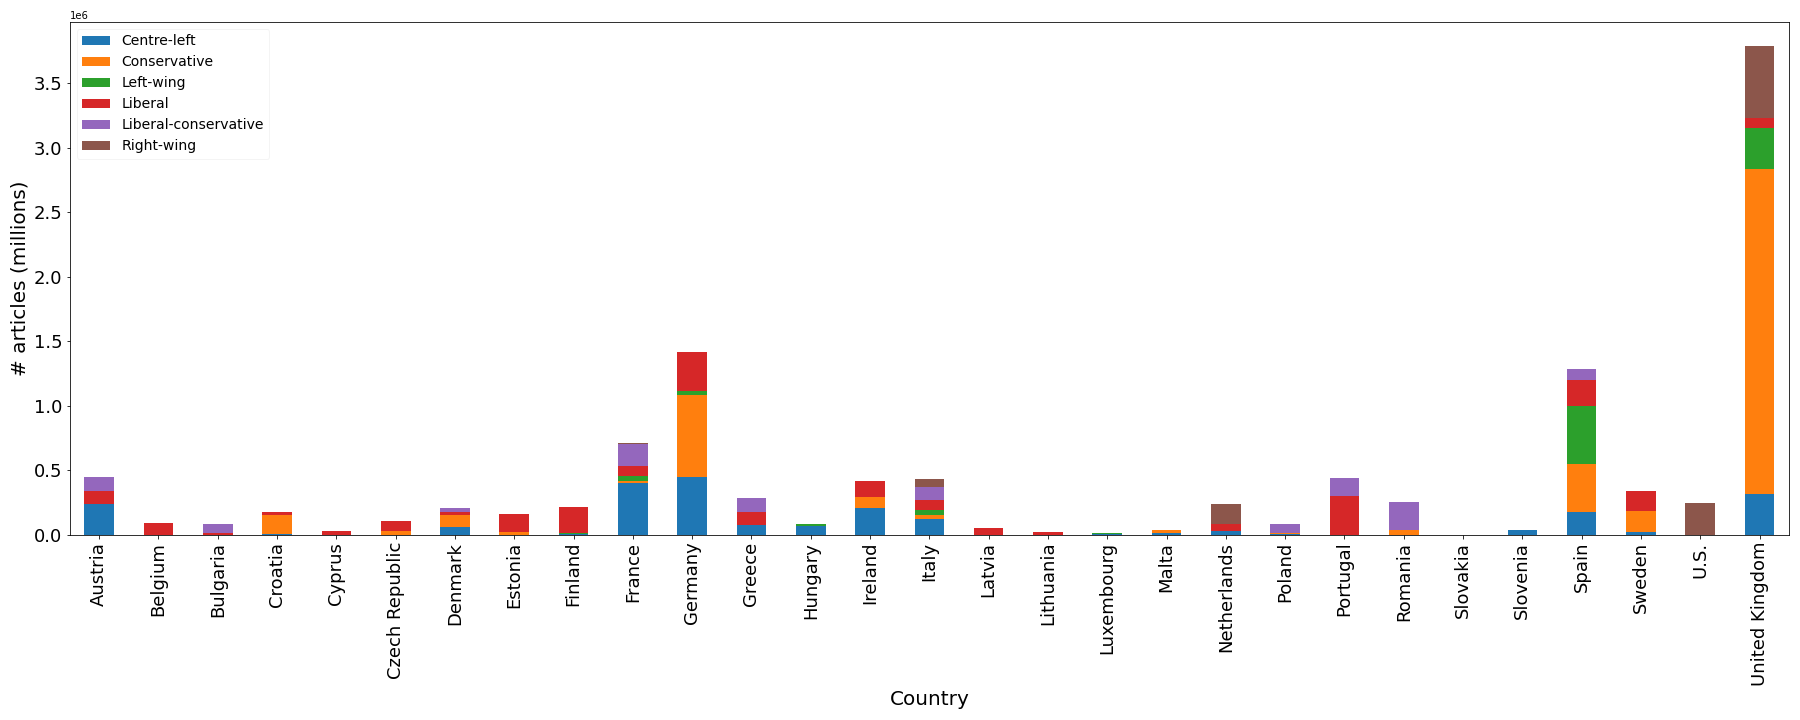 1e6
Centre-left
Conservative
Left-wing
Liberal
Liberal-conservative
Right-wing
# articles (millions)
3.5
3.0
2.5
2.0
1.5
1.0
0.5
0.0
Austria
Belgium
Bulgaria
Croatia
Cyprus
Czech Republic
Denmark
Estonia
Finland
France
Germany
Greece
Hungary
Ireland
Italy
Latvia
Lithuania
Luxembourg
Malta
Netherlands
Poland
Portugal
Romania
Slovakia
Slovenia
Spain
Sweden
U.S.
United Kingdom
Country